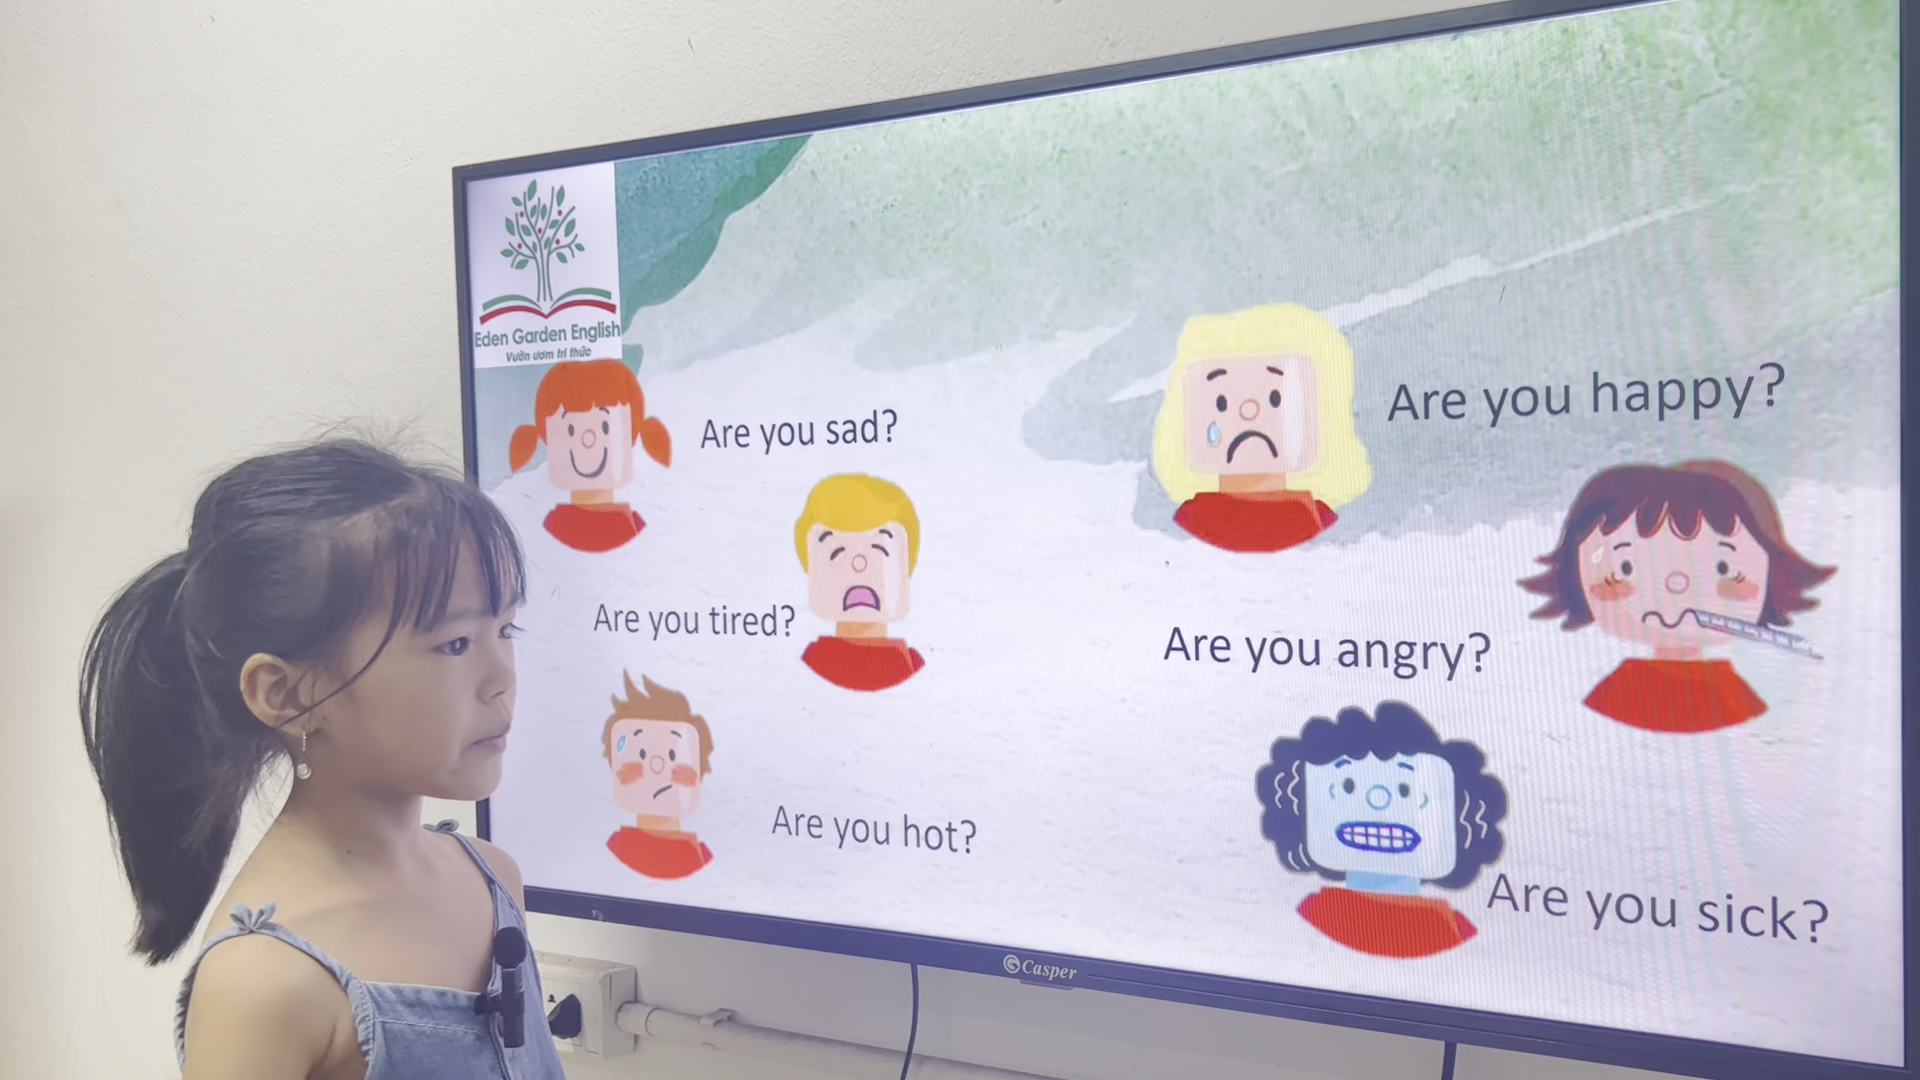 Eden Garden English
Vườn ươm tri thức
Are you sad?
Are you happy?
Are you tired?
Are you angry?
Are you hot?
Are you sick?
Casper